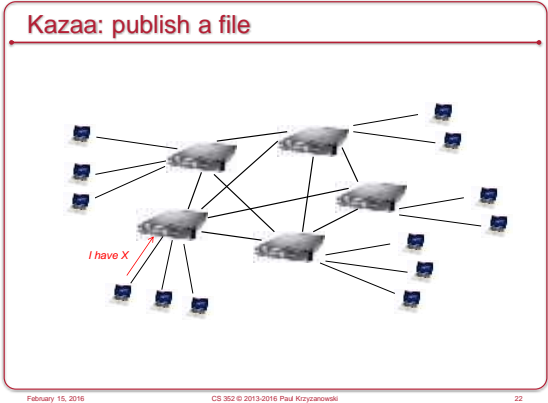 Kazaa: publish a file
I have X
February 15, 2016
CS 352 © 2013-2016 Paul Krzyzanowski
22